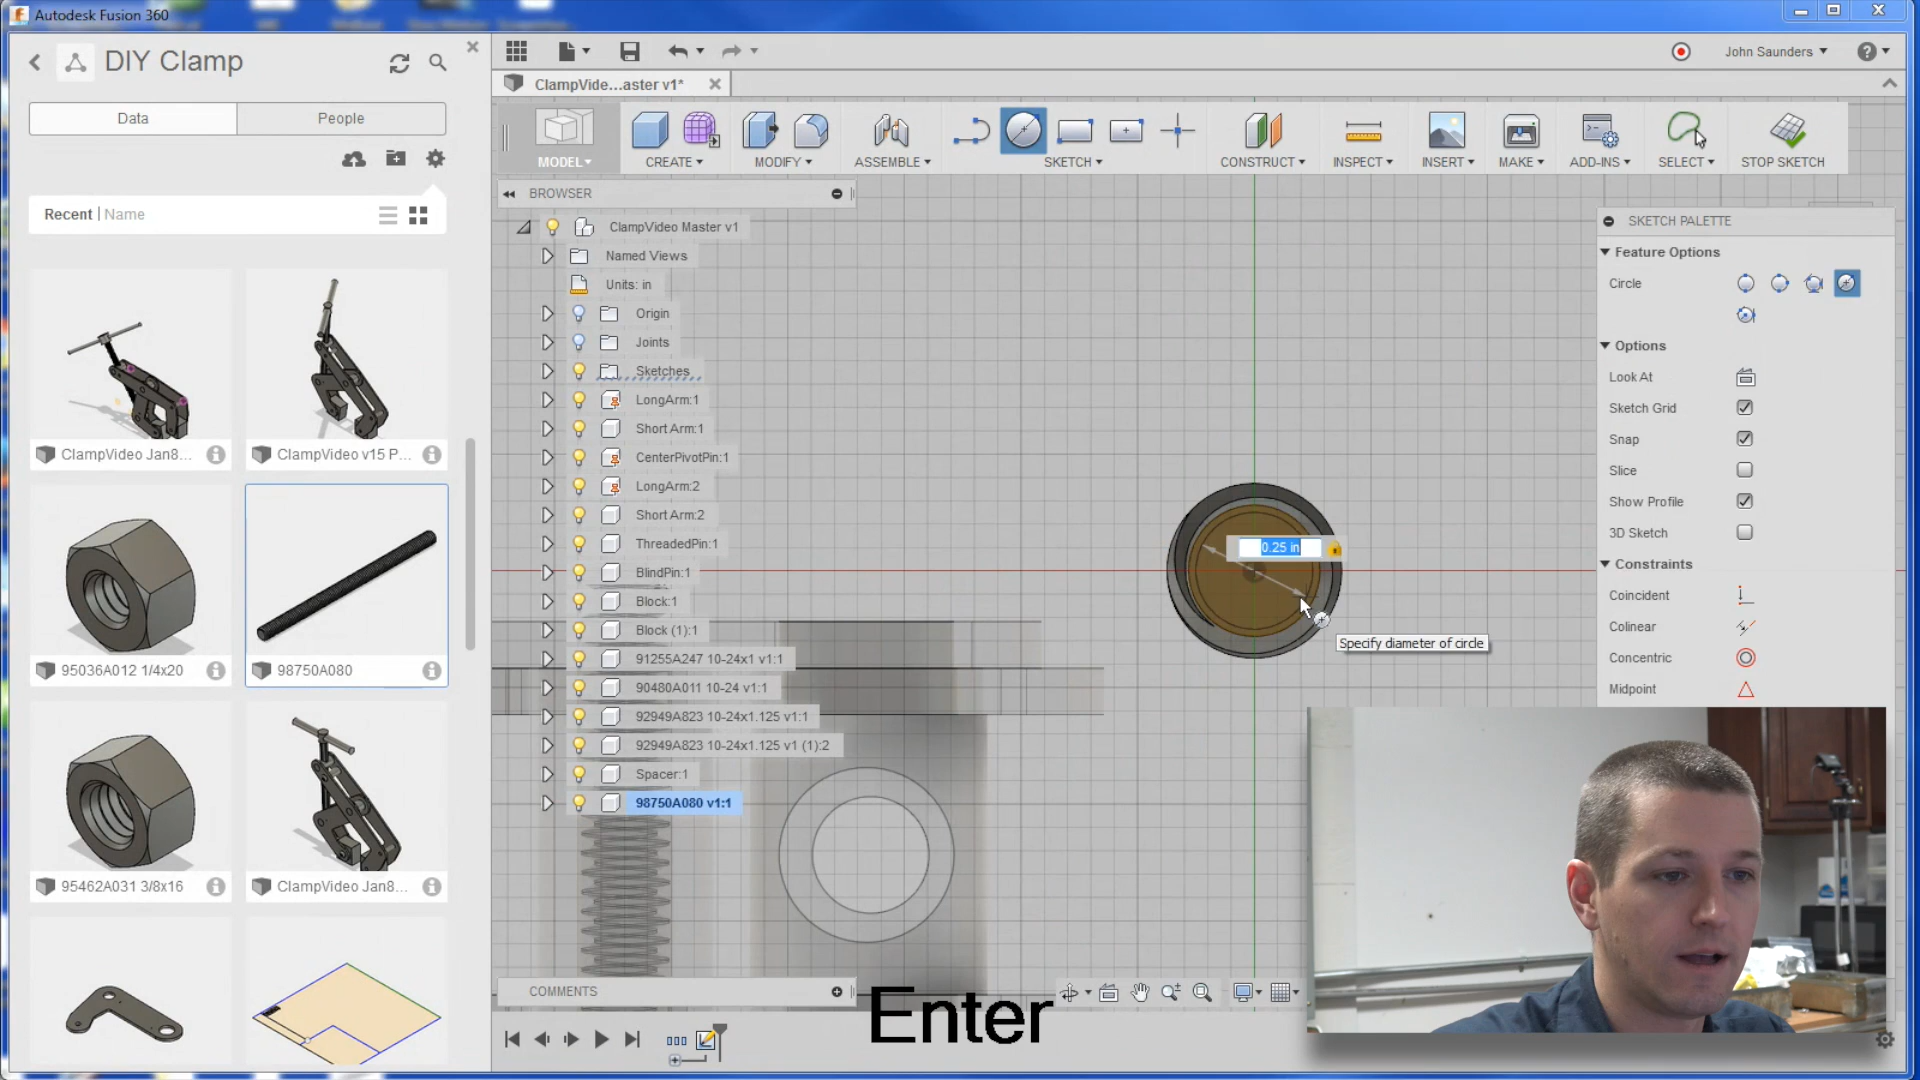 Autodesk Fusion 360
DIY Clamp
Data
People
Recent | Name
ClampVideo Jan8...
ClampVideo v15 P...
95036A012 1/4x20
98750A080
95462A031 3/8x16
ClampVideo Jan8...
John Saunders
ClampVide...aster v1*
MODEL
CREATE
MODIFY
ASSEMBLE
SKETCH
CONSTRUCT
INSPECT
INSERT
MAKE
ADD-INS
SELECT
STOP SKETCH
BROWSER
ClampVideo Master v1
Named Views
Units: in
Origin
Joints
Sketches
LongArm:1
Short Arm:1
CenterPivotPin:1
LongArm:2
Short Arm:2
ThreadedPin:1
BlindPin:1
Block:1
Block (1):1
91255A247 10-24x1 v1:1
90480A011 10-24 v1:1
92949A823 10-24x1.125 v1:1
92949A823 10-24x1.125 v1 (1):2
Spacer:1
98750A080 v1:1
0.25 in
Specify diameter of circle
SKETCH PALETTE
Feature Options
Circle
Options
Look At
Sketch Grid
Snap
Slice
Show Profile
3D Sketch
Constraints
Coincident
Colinear
Concentric
Midpoint
COMMENTS
Enter